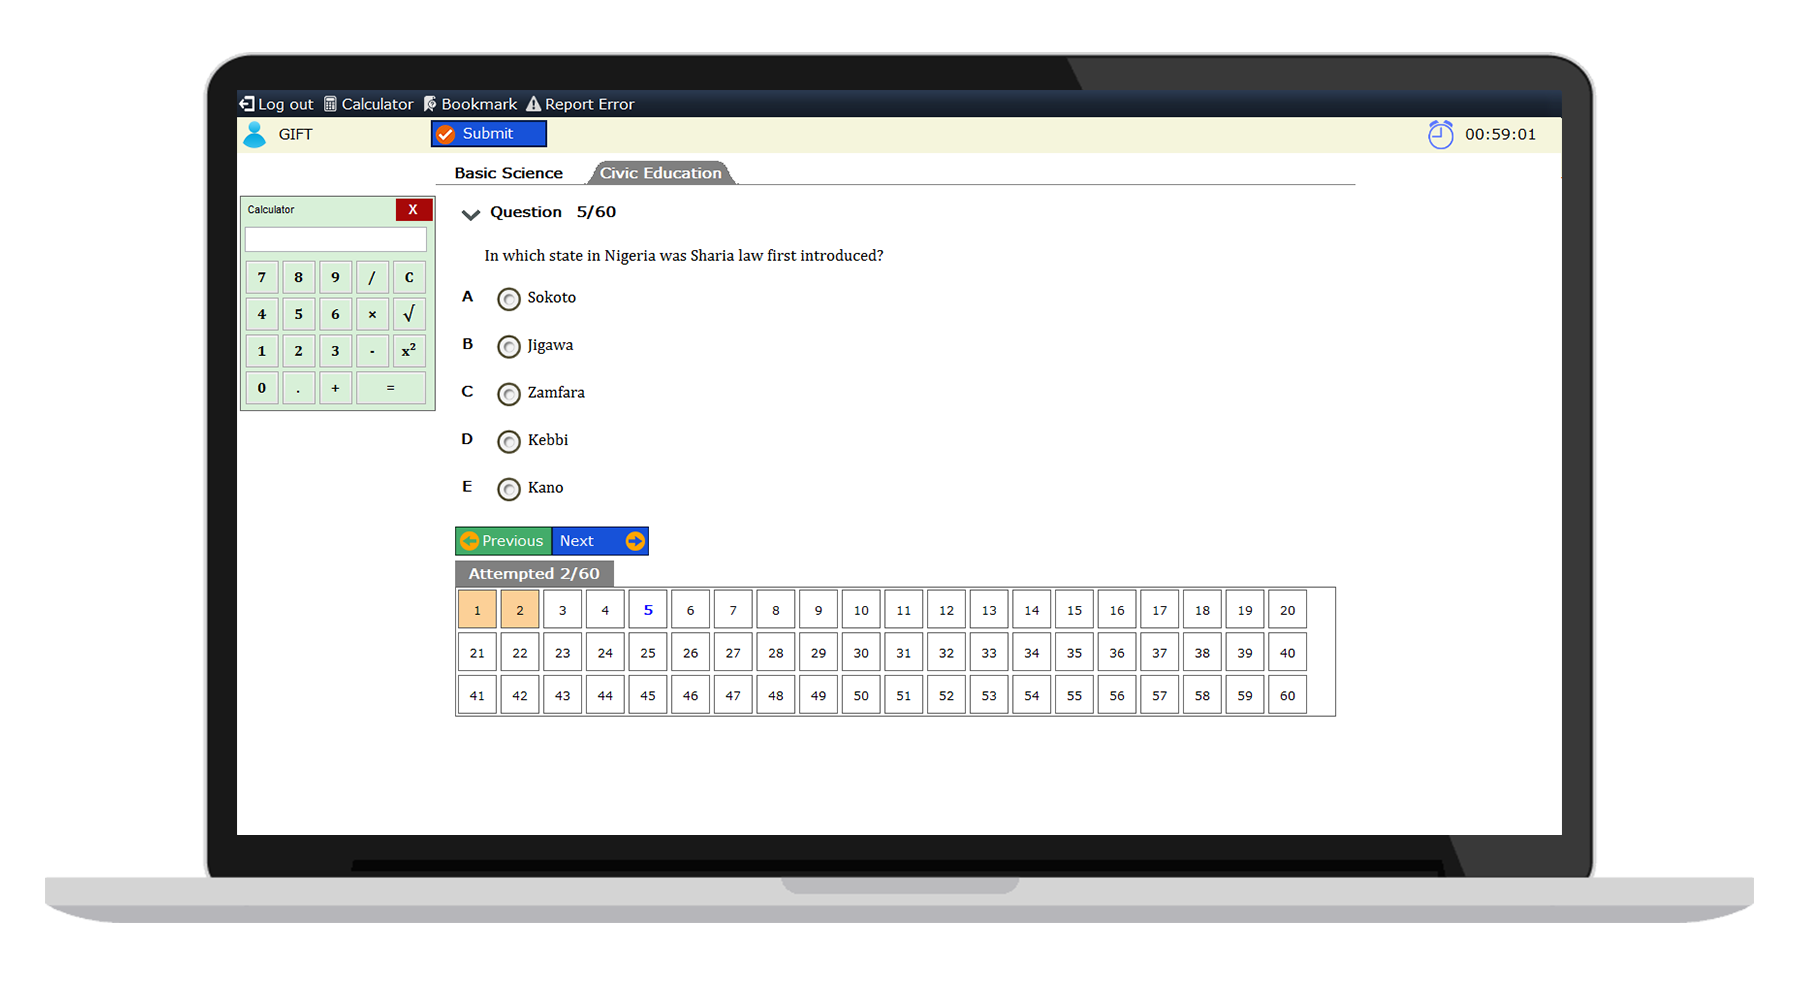 Log out Calculator Bookmark Report Error
GIFT Submit 00:59:01
Basic Science Civic Education
Calculator X
Question 5/60
In which state in Nigeria was Sharia law first introduced?
7 8 9 / C
4 5 6 × √
1 2 3 - x²
0 . + =
A Sokoto
B Jigawa
C Zamfara
D Kebbi
E Kano
Previous Next
Attempted 2/60
1 2 3 4 5 6 7 8 9 10 11 12 13 14 15 16 17 18 19 20
21 22 23 24 25 26 27 28 29 30 31 32 33 34 35 36 37 38 39 40
41 42 43 44 45 46 47 48 49 50 51 52 53 54 55 56 57 58 59 60